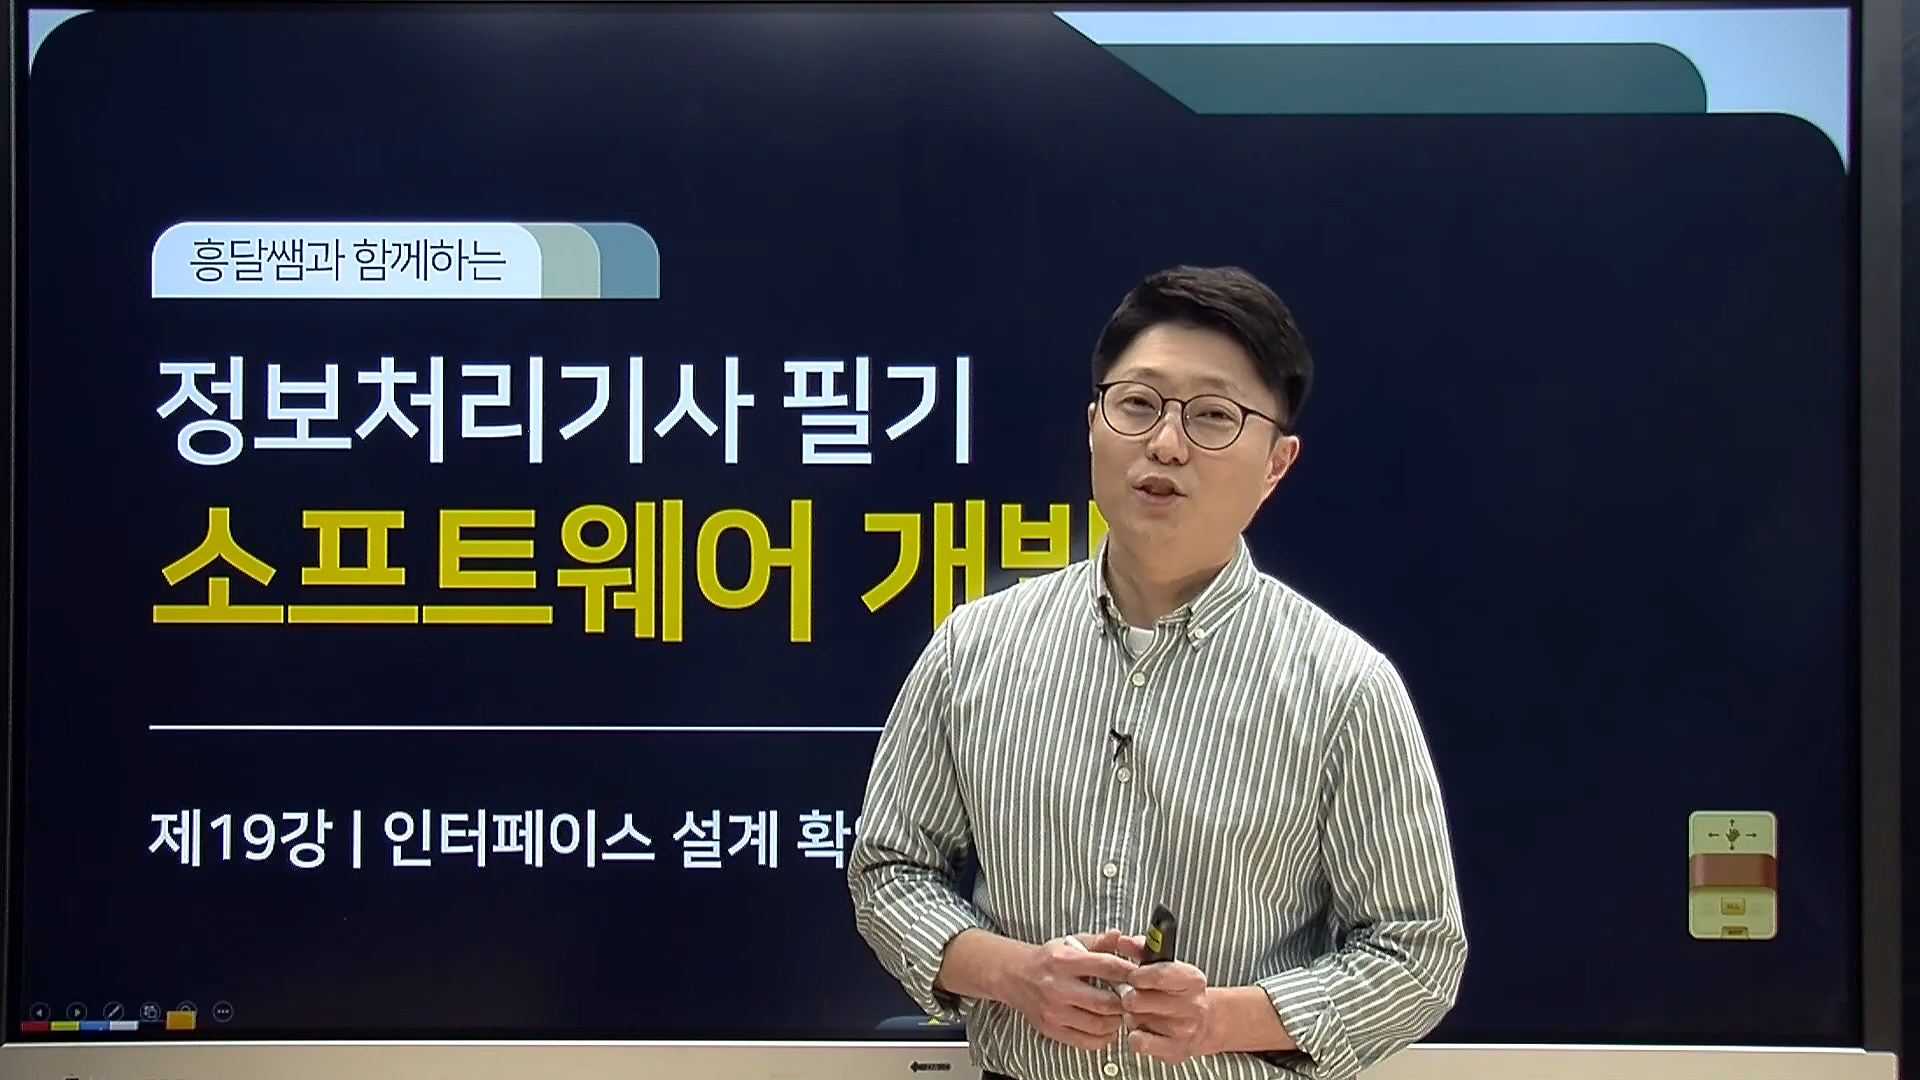 흥달쌤과 함께하는
정보처리기사 필기
소프트웨어 개발
제19강 | 인터페이스 설계